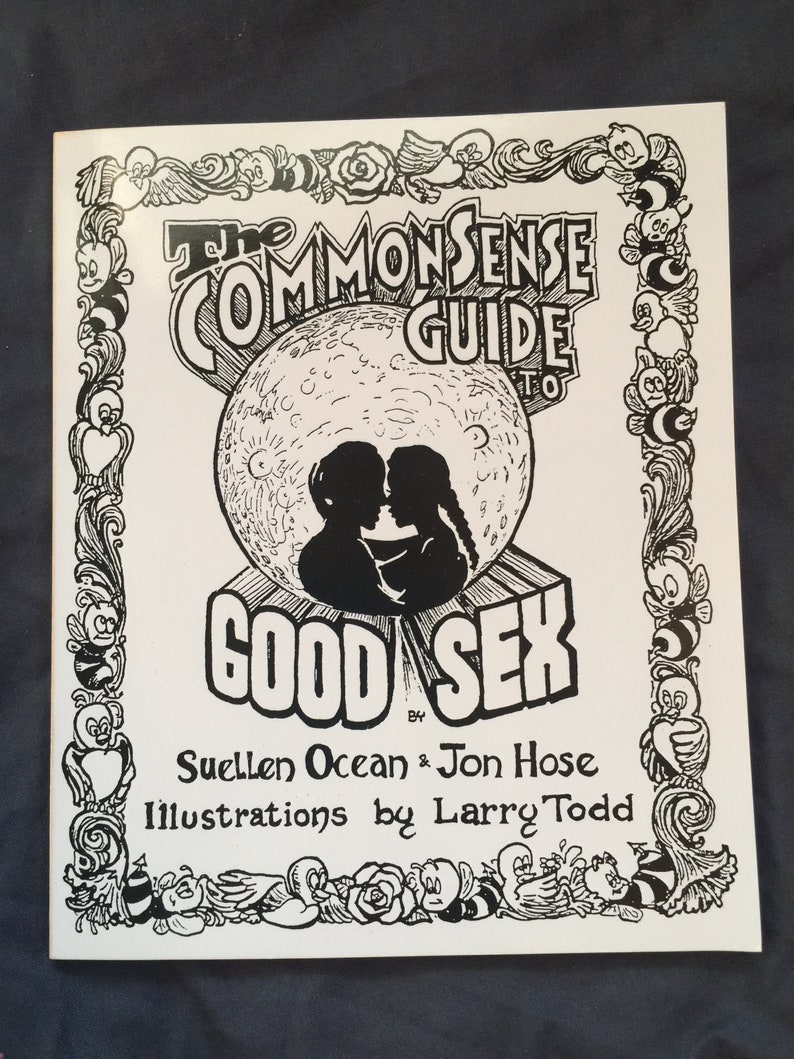 The
COMMONSENSE
GUIDE
TO
GOOD SEX
BY
Suellen Ocean & Jon Hose
Illustrations by Larry Todd